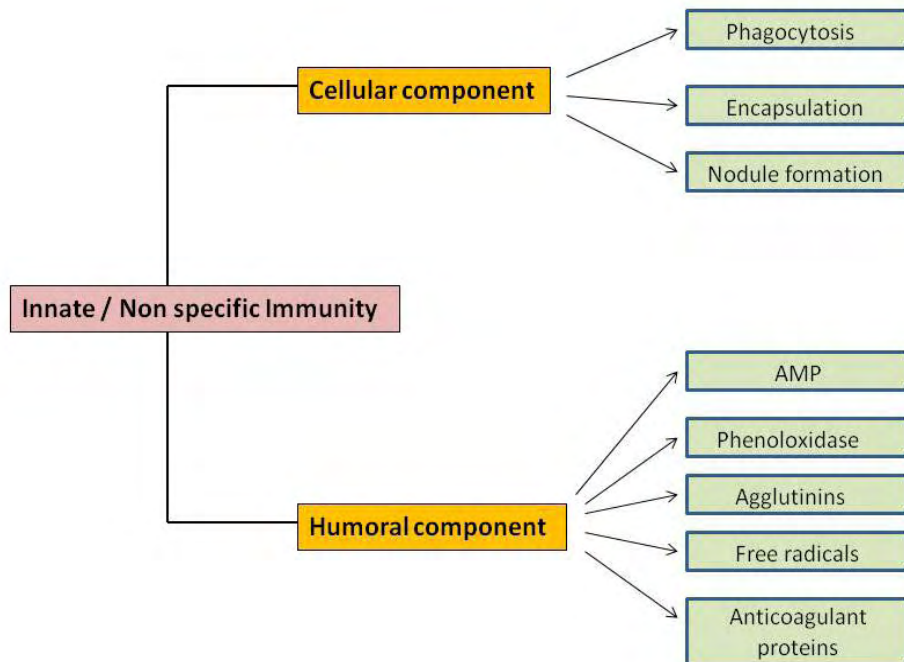 Phagocytosis
Cellular component
Encapsulation
Nodule formation
Innate / Non specific Immunity
AMP
Phenoloxidase
Agglutinins
Humoral component
Free radicals
Anticoagulant
proteins